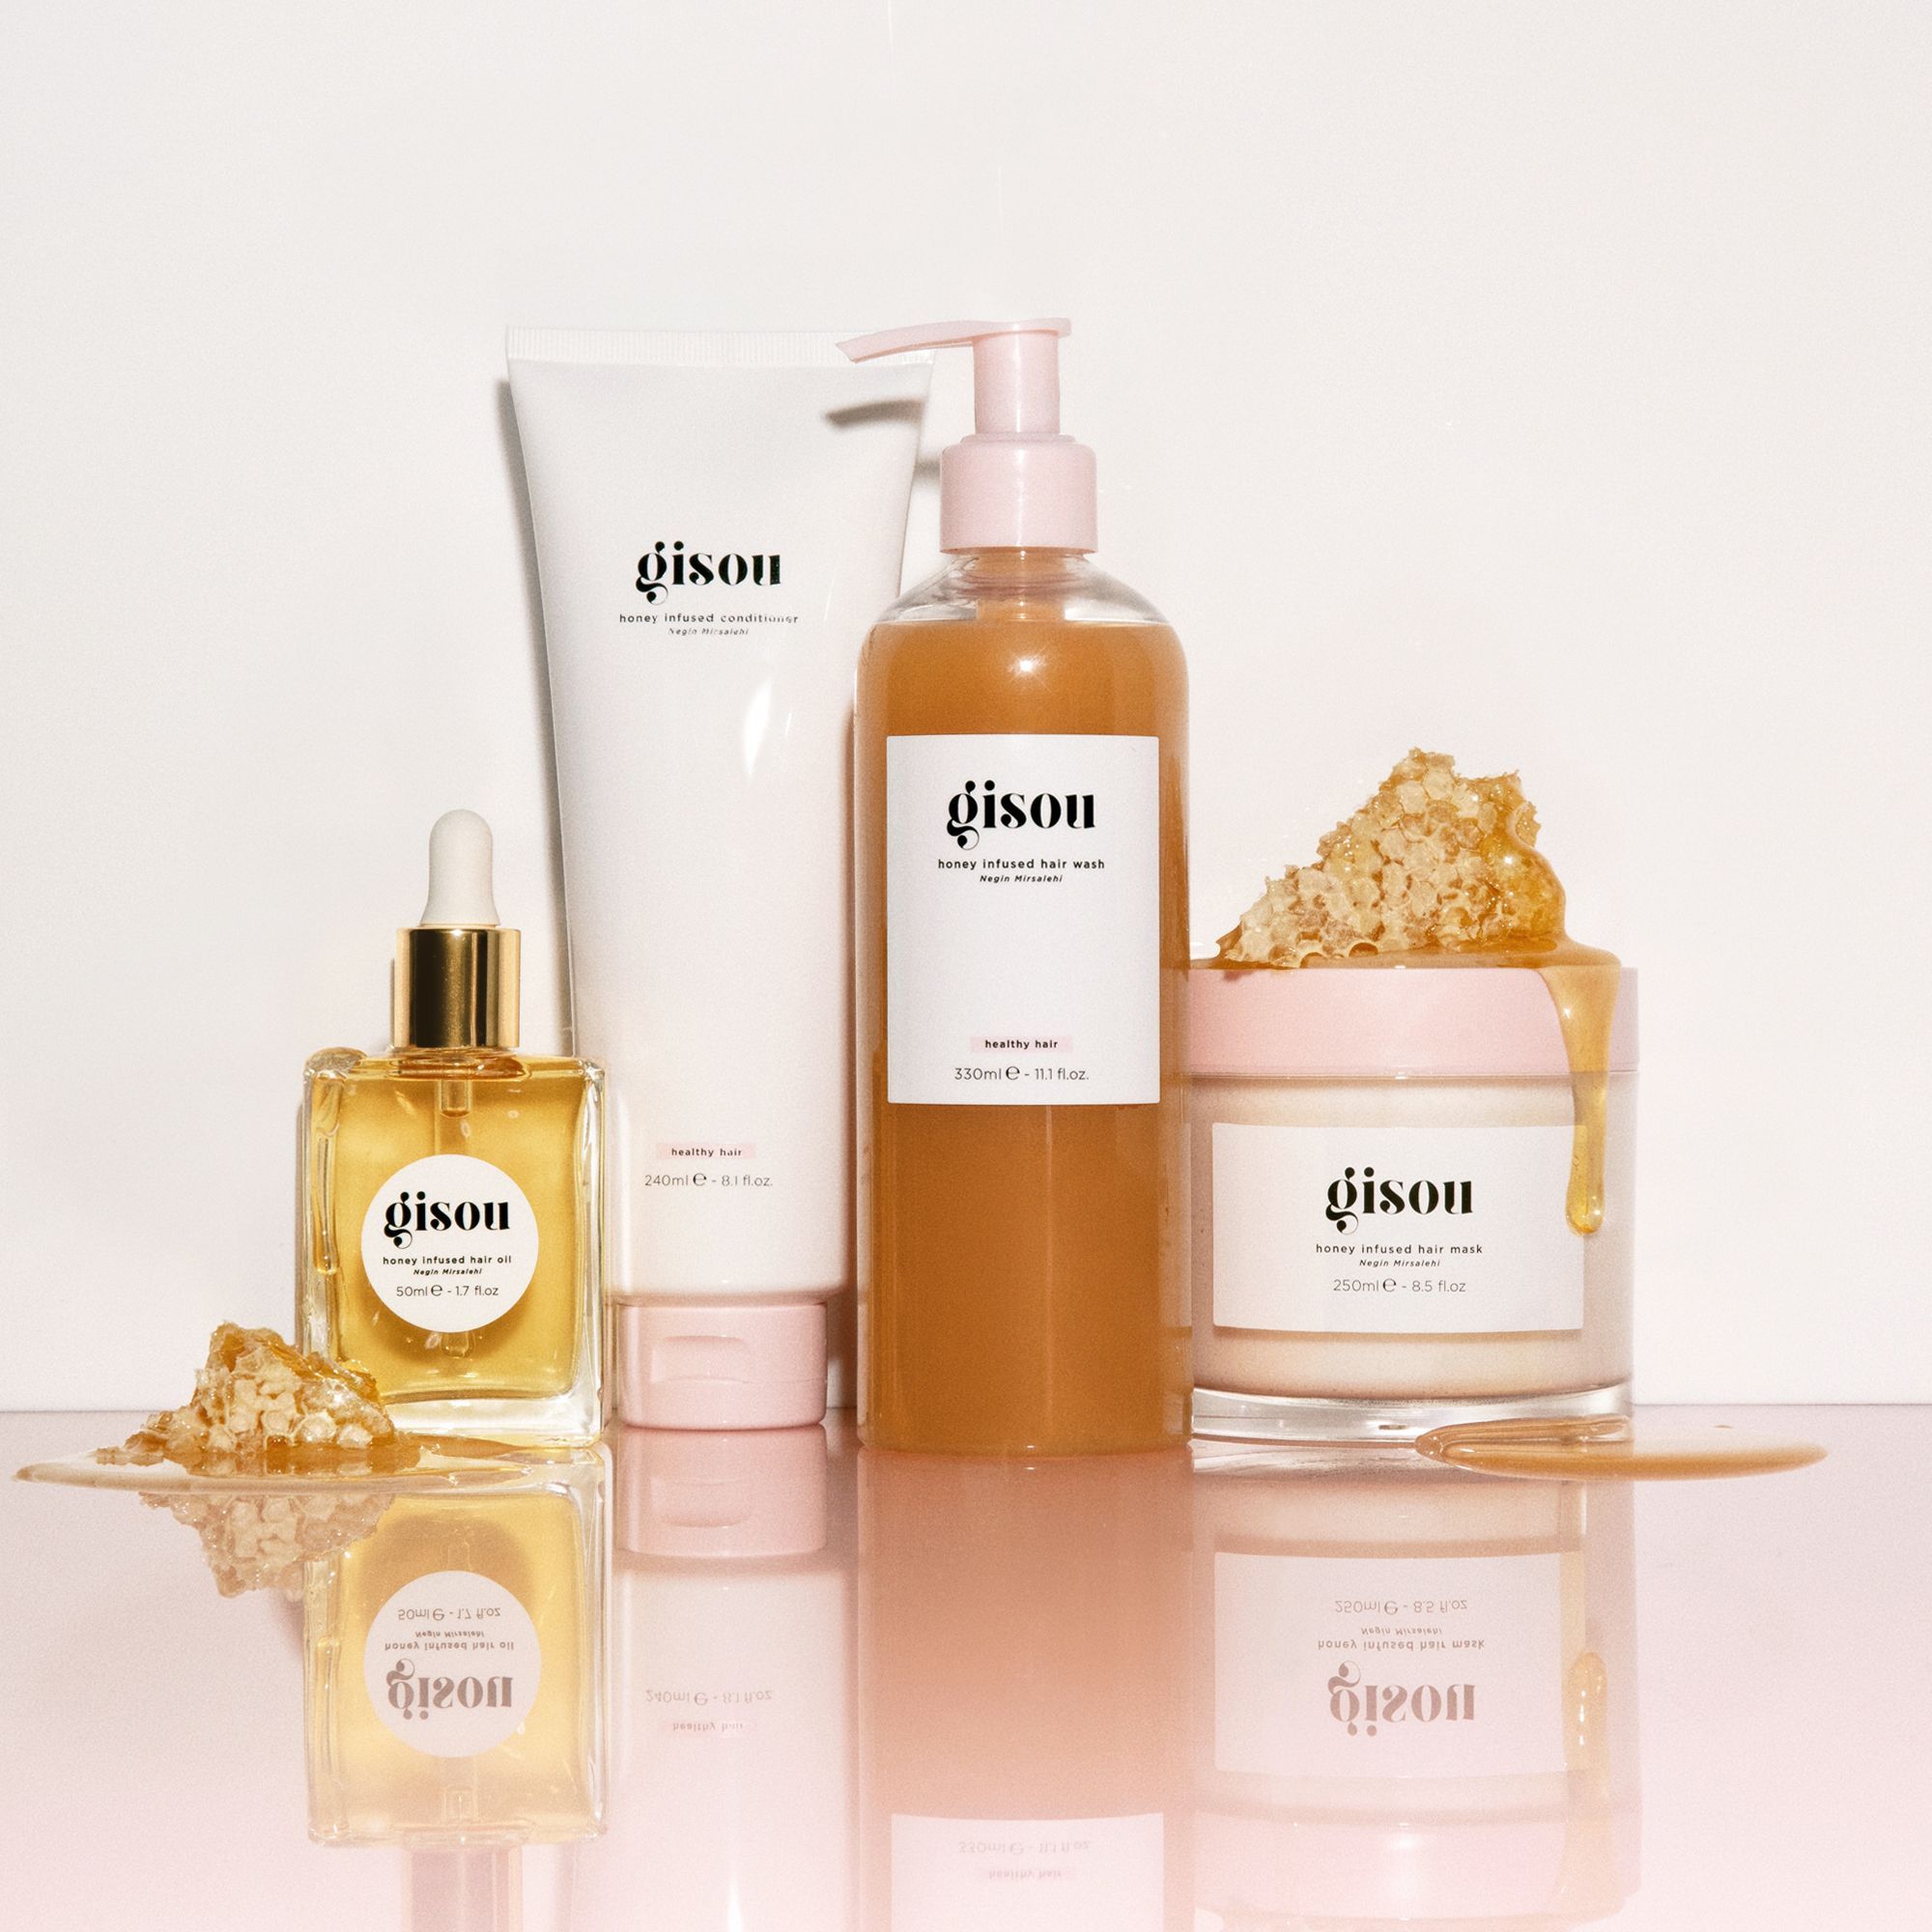 gisou
honey infused conditioner
Negin Mirsalehi
healthy hair
240ml ℮ - 8.1 fl.oz.
gisou
honey infused hair wash
Negin Mirsalehi
healthy hair
330ml ℮ - 11.1 fl.oz.
gisou
honey infused hair oil
Negin Mirsalehi
50ml ℮ - 1.7 fl.oz
gisou
honey infused hair mask
Negin Mirsalehi
250ml ℮ - 8.5 fl.oz